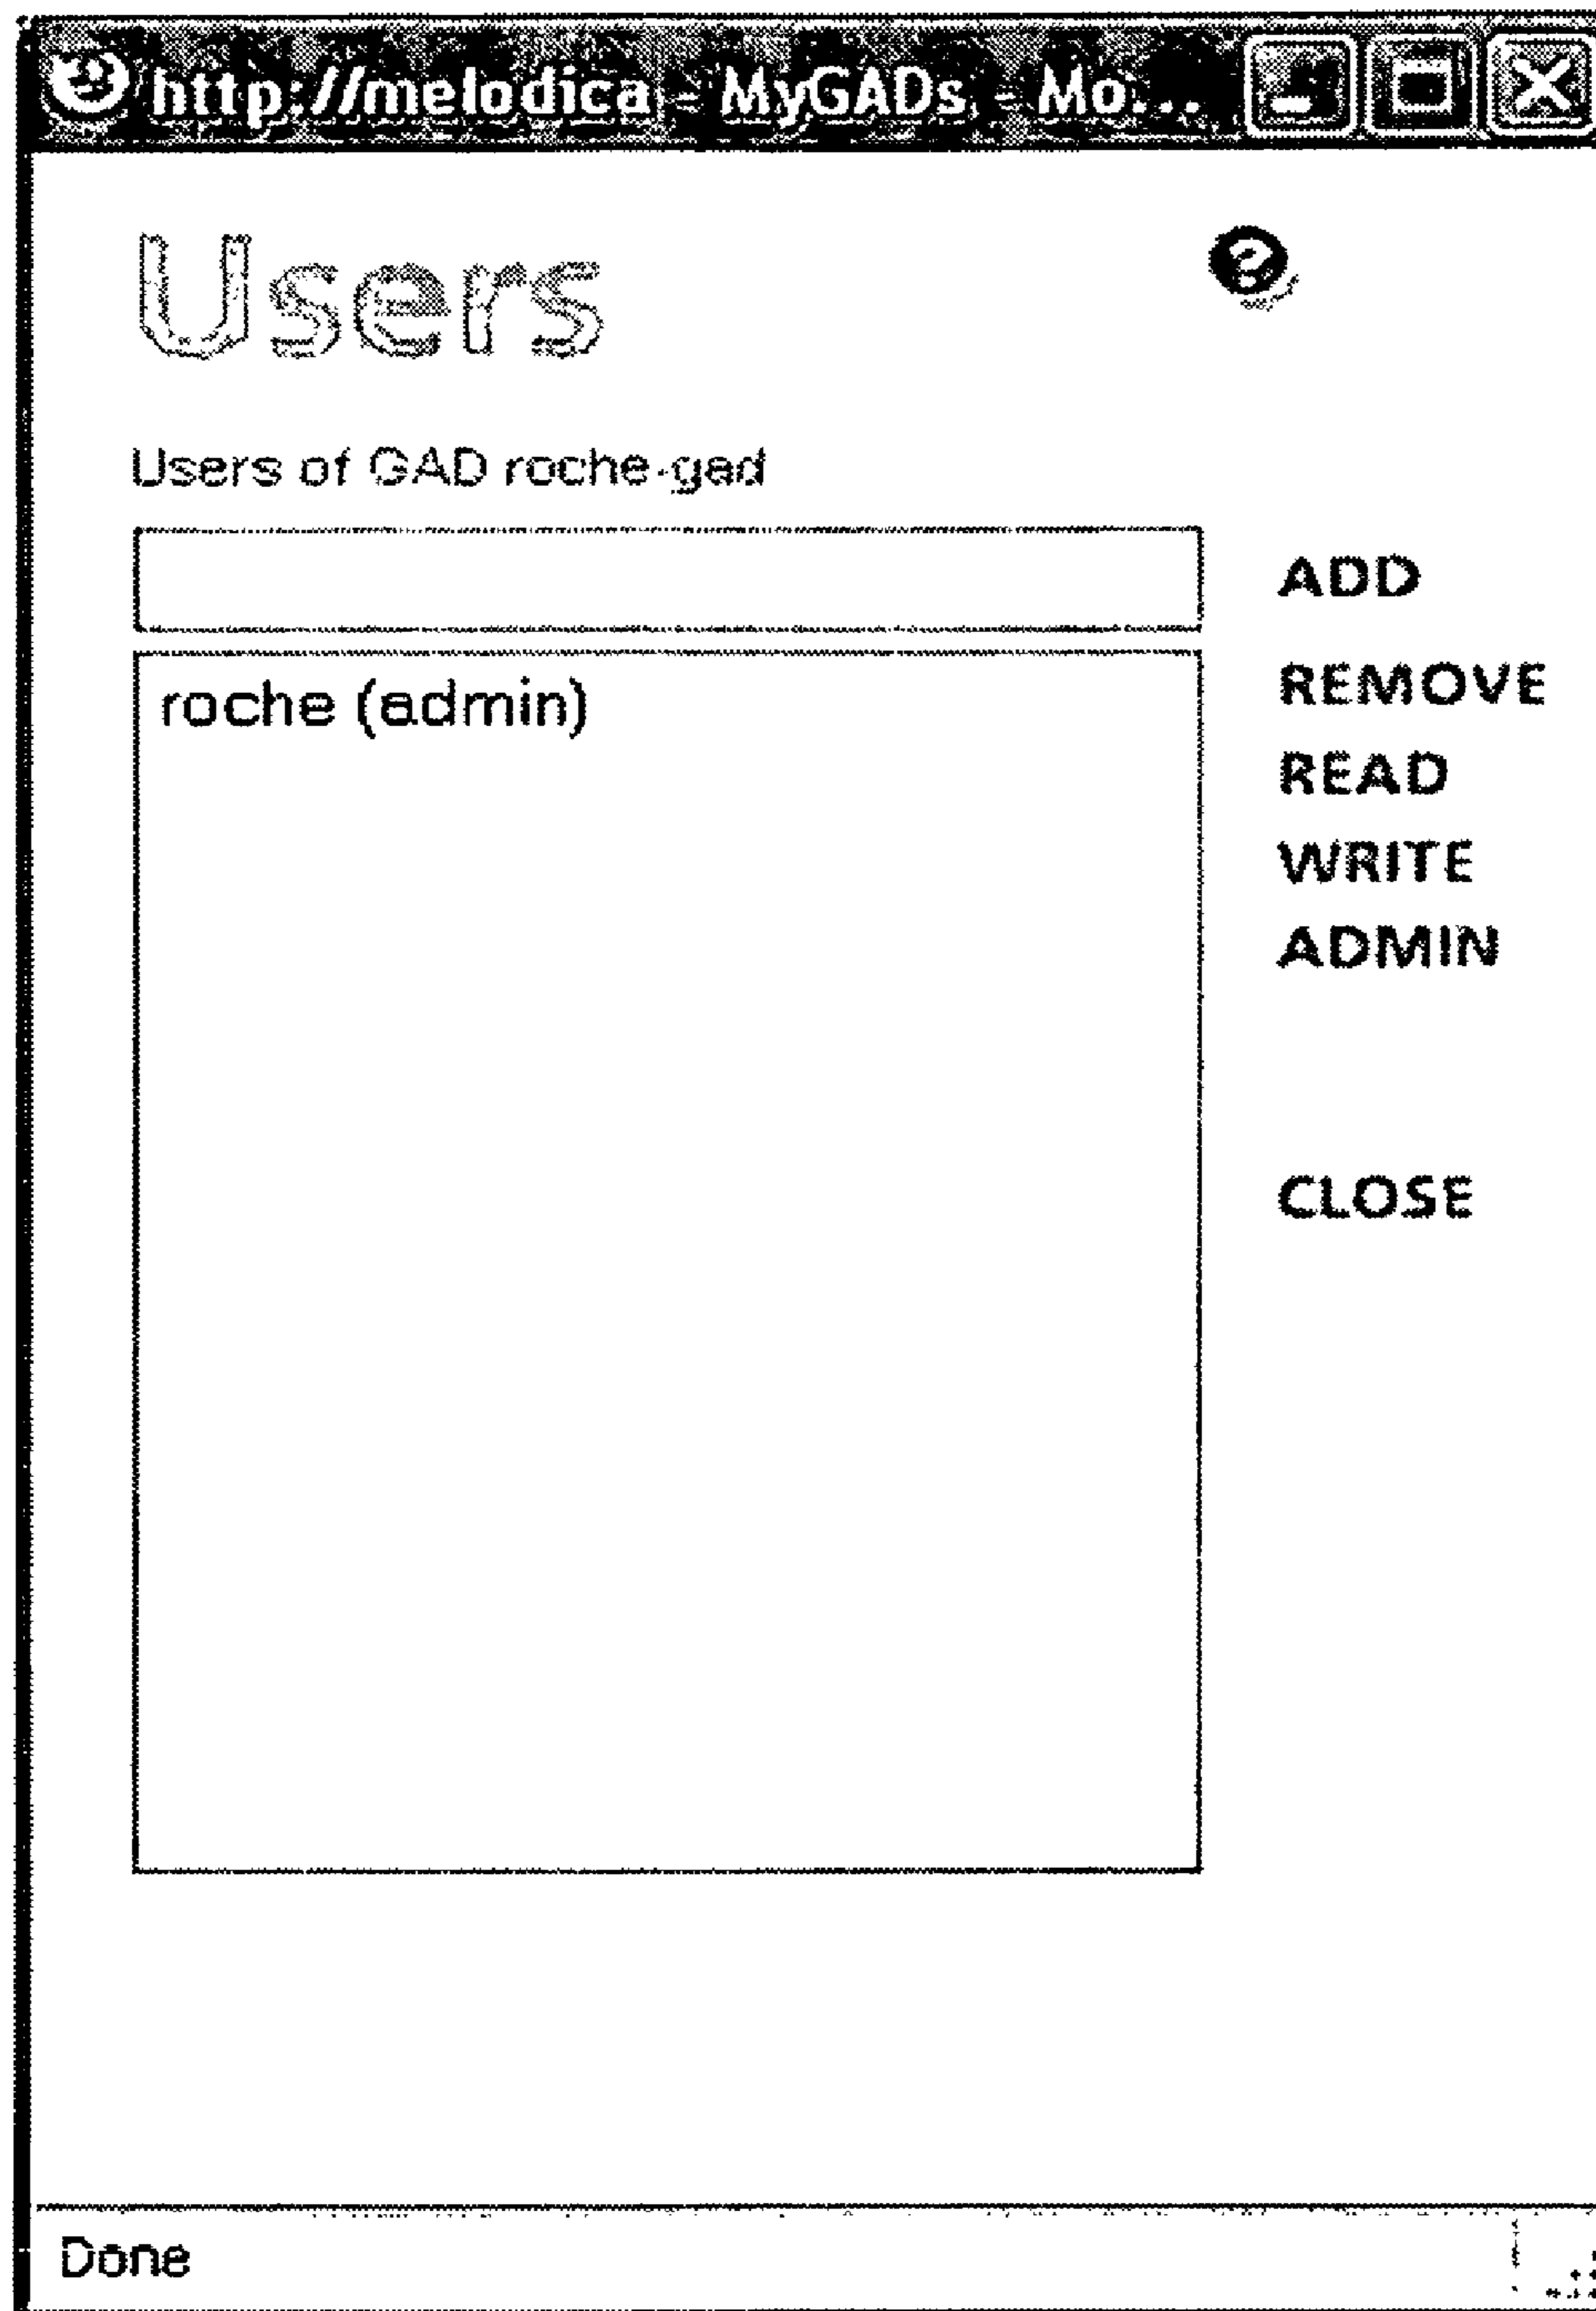 http://melodica - MyGADs - Mo...
Users
Users of GAD roche-gad
ADD
roche (admin)
REMOVE
READ
WRITE
ADMIN
CLOSE
Done